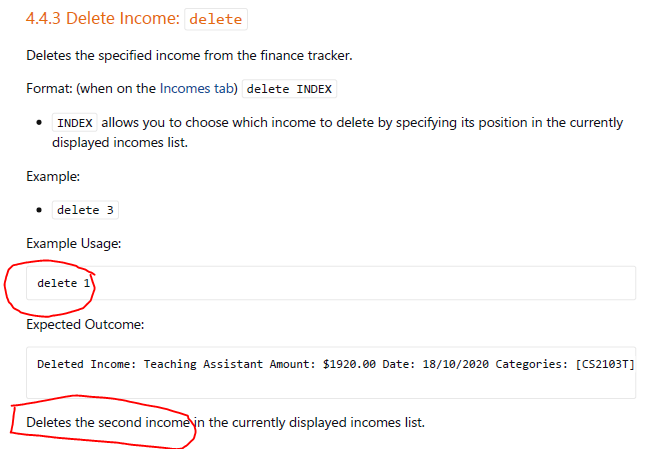 4.4.3 Delete Income: delete
Deletes the specified income from the finance tracker.
Format: (when on the Incomes tab) delete INDEX
• INDEX allows you to choose which income to delete by specifying its position in the currently
displayed incomes list.
Example:
• delete 3
Example Usage:
delete 1
Expected Outcome:
Deleted Income: Teaching Assistant Amount: $1920.00 Date: 18/10/2020 Categories: [CS2103T]
Deletes the second income in the currently displayed incomes list.